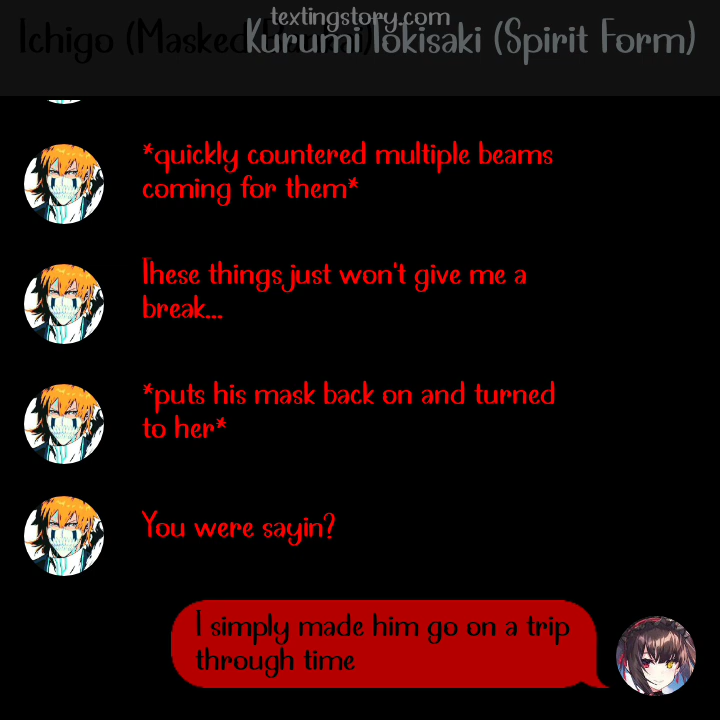 textingstory.com
Ichigo (Masked
Kurumi Tokisaki (Spirit Form)
*quickly countered multiple beams
coming for them*
These things just won't give me a
break...
*puts his mask back on and turned
to her*
You were sayin?
I simply made him go on a trip
through time